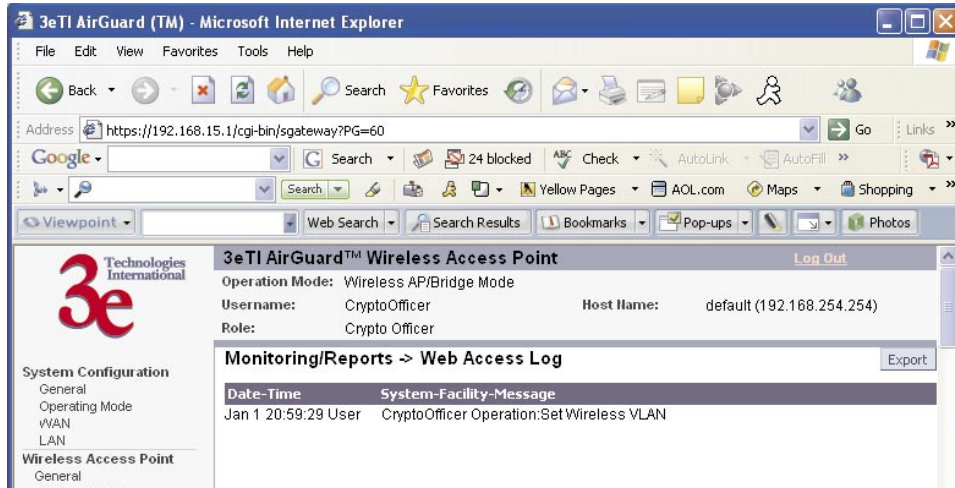 3eTI AirGuard (TM) - Microsoft Internet Explorer
File Edit View Favorites Tools Help
Back Search Favorites
Address https://192.168.15.1/cgi-bin/sgateway?PG=60 Go Links »
Google Search 24 blocked ABC Check AutoLink AutoFill »
Search Yellow Pages AOL.com Maps Shopping »
Viewpoint Web Search Search Results Bookmarks Pop-ups Photos
3e Technologies International
3eTI AirGuard™ Wireless Access Point Log Out
Operation Mode: Wireless AP/Bridge Mode
Username: CryptoOfficer Host Name: default (192.168.254.254)
Role: Crypto Officer
System Configuration
General
Operating Mode
WAN
LAN
Wireless Access Point
General
Monitoring/Reports -> Web Access Log Export
Date-Time System-Facility-Message
Jan 1 20:59:29 User CryptoOfficer Operation:Set Wireless VLAN